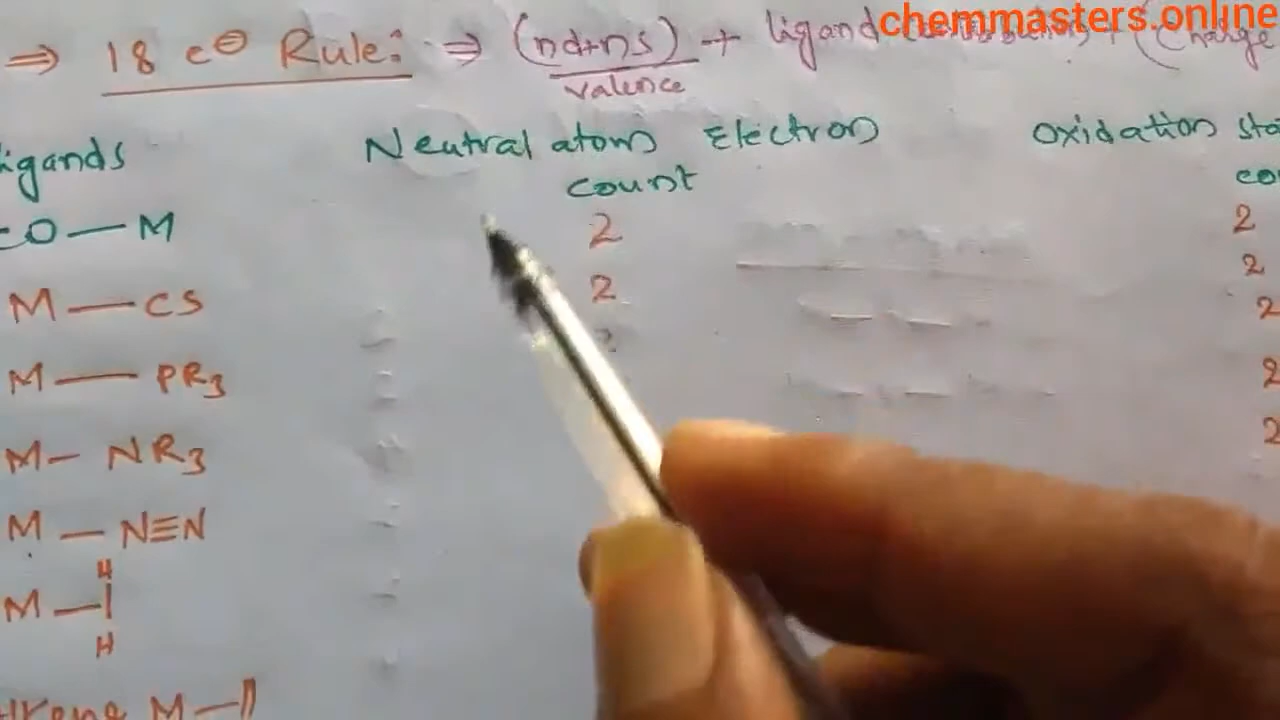 chemmasters.online
⇒ 18 e⊖ Rule: ⇒ (nd+ns) + ligand
valence
Neutral atom Electron Oxidation
count
CO—M 2 2
M—CS 2 2
2
M—PR3 2
M—NR3 2
M—N≡N
H
M—|
H
M—||